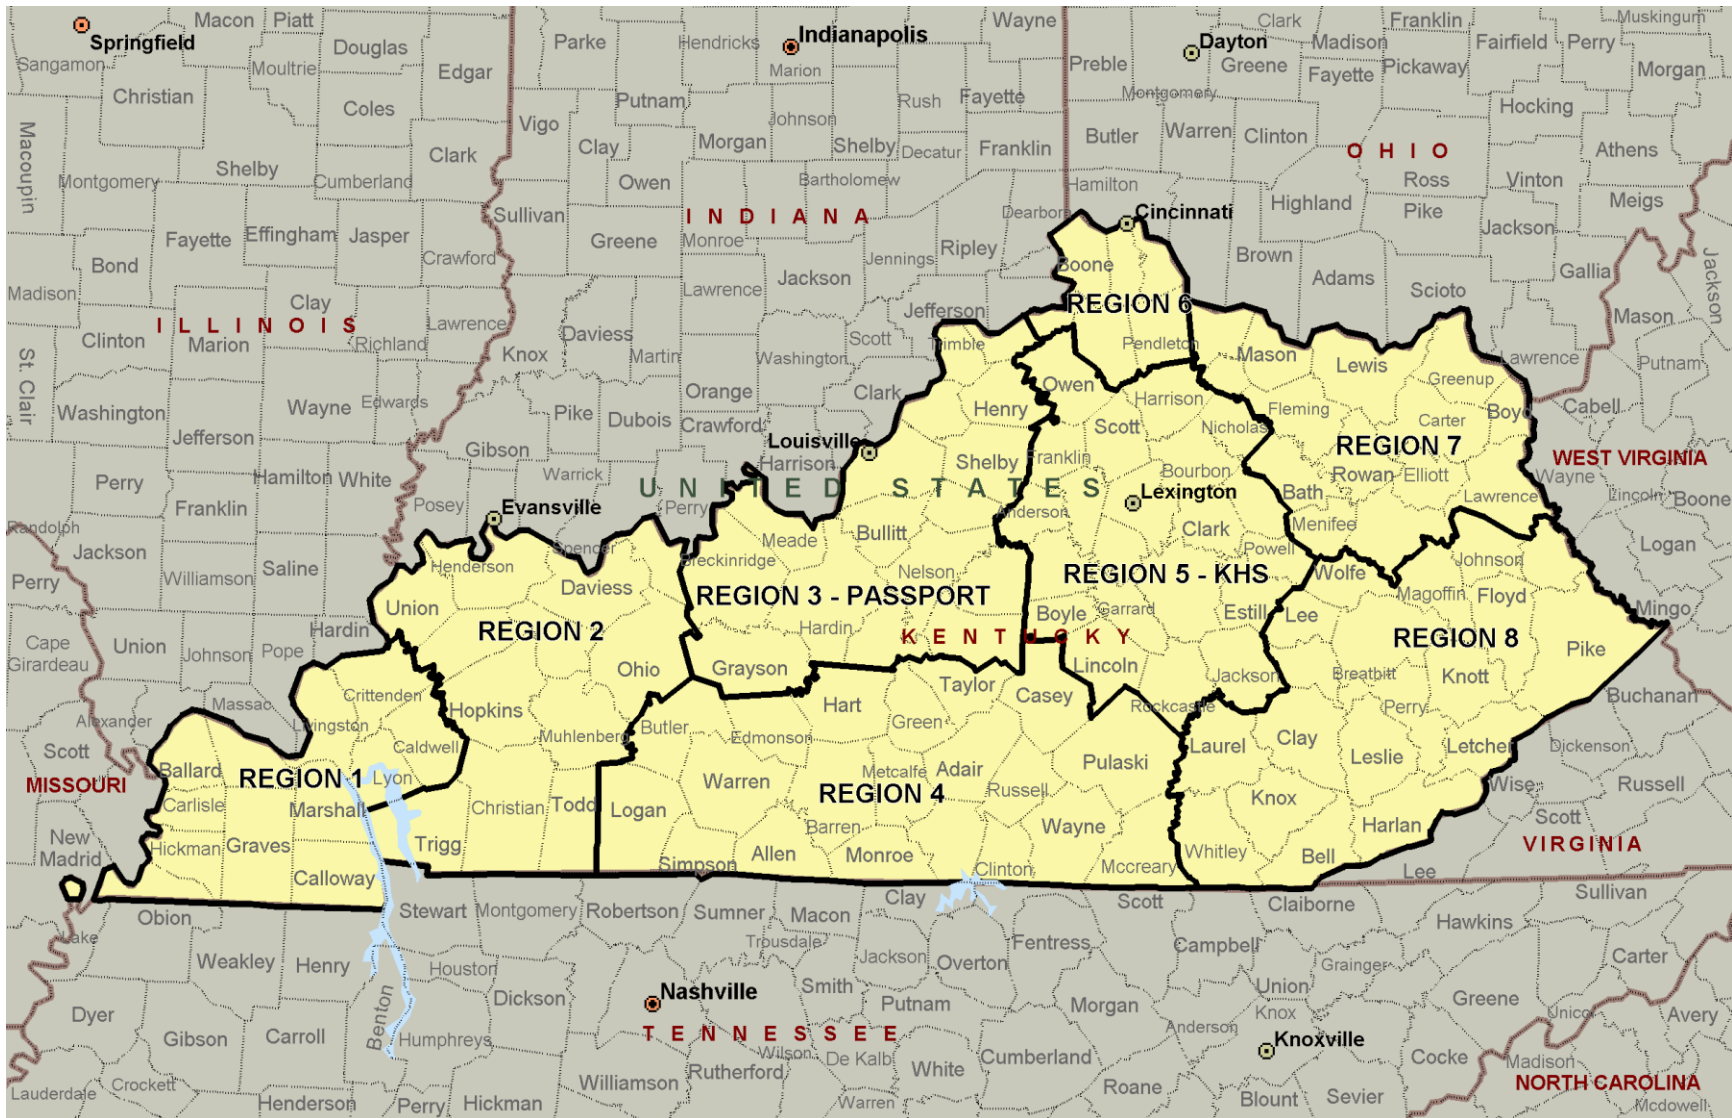 Macon
Piatt
Springfield
Sangamon
Douglas
Moultrie
Edgar
Christian
Coles
Macoupin
Clark
Shelby
Montgomery
Cumberland
Fayette
Effingham
Jasper
Crawford
Bond
Madison
Clay
ILLINOIS
Marion
Lawrence
Clinton
Richland
St. Clair
Washington
Wayne
Edwards
Jefferson
Hamilton
White
Perry
Franklin
Randolph
Jackson
Williamson
Saline
Perry
Hardin
Union
Johnson
Pope
Cape
Girardeau
Massac
Alexander
Scott
MISSOURI
New
Madrid
Parke
Hendricks
Indianapolis
Marion
Wayne
Putnam
Rush
Fayette
Vigo
Johnson
Clay
Morgan
Shelby
Decatur
Franklin
Owen
Bartholomew
Sullivan
INDIANA
Dearborn
Greene
Monroe
Ripley
Jennings
Jackson
Lawrence
Jefferson
Daviess
Scott
Knox
Martin
Washington
Orange
Clark
Pike
Dubois
Crawford
Gibson
Louisville
Harrison
Warrick
Posey
Evansville
Perry
Spencer
UNITED STATES
Dayton
Clark
Franklin
Muskingum
Madison
Fairfield
Perry
Preble
Greene
Fayette
Pickaway
Morgan
Montgomery
Hocking
Butler
Warren
Clinton
OHIO
Athens
Ross
Vinton
Hamilton
Highland
Pike
Meigs
Cincinnati
Jackson
Brown
Adams
Gallia
Scioto
Jackson
Mason
Lawrence
Putnam
Cabell
WEST VIRGINIA
Wayne
Lincoln
Boone
Logan
Mingo
Boone
REGION 6
Pendleton
Trimble
Owen
Henry
Harrison
Scott
Nicholas
Mason
Lewis
Greenup
Fleming
Carter
Boyd
REGION 7
Rowan
Elliott
Bath
Lawrence
Menifee
Shelby
Franklin
Bourbon
Lexington
Anderson
Clark
Bullitt
Meade
Breckinridge
Powell
Nelson
REGION 3 - PASSPORT
REGION 5 - KHS
Boyle
Garrard
Estill
Hardin
KENTUCKY
Grayson
Lincoln
Jackson
Rockcastle
Wolfe
Johnson
Magoffin
Floyd
Lee
REGION 8
Pike
Breathitt
Knott
Perry
Laurel
Clay
Leslie
Letcher
Knox
Harlan
Whitley
Bell
Henderson
Daviess
Union
REGION 2
Ohio
Hopkins
Muhlenberg
Christian
Todd
Trigg
Crittenden
Livingston
Caldwell
Lyon
Ballard
REGION 1
Carlisle
Marshall
Hickman
Graves
Calloway
Butler
Hart
Taylor
Casey
Green
Edmonson
Warren
Metcalfe
Adair
Pulaski
REGION 4
Russell
Logan
Barren
Wayne
Simpson
Allen
Monroe
Clinton
Mccreary
Buchanan
Dickenson
Wise
Russell
Scott
VIRGINIA
Lee
Obion
Lake
Stewart
Montgomery
Robertson
Sumner
Macon
Clay
Scott
Claiborne
Sullivan
Hawkins
Trousdale
Fentress
Weakley
Henry
Houston
Jackson
Overton
Campbell
Grainger
Carter
Dickson
Nashville
Smith
Putnam
Morgan
Union
Greene
Dyer
Benton
Knox
Unicoi
Avery
Gibson
Carroll
Humphreys
TENNESSEE
Anderson
Knoxville
Wilson
De Kalb
Cumberland
Cocke
Madison
Lauderdale
Crockett
Williamson
Rutherford
White
Roane
NORTH CAROLINA
Henderson
Perry
Hickman
Warren
Blount
Sevier
Mcdowell